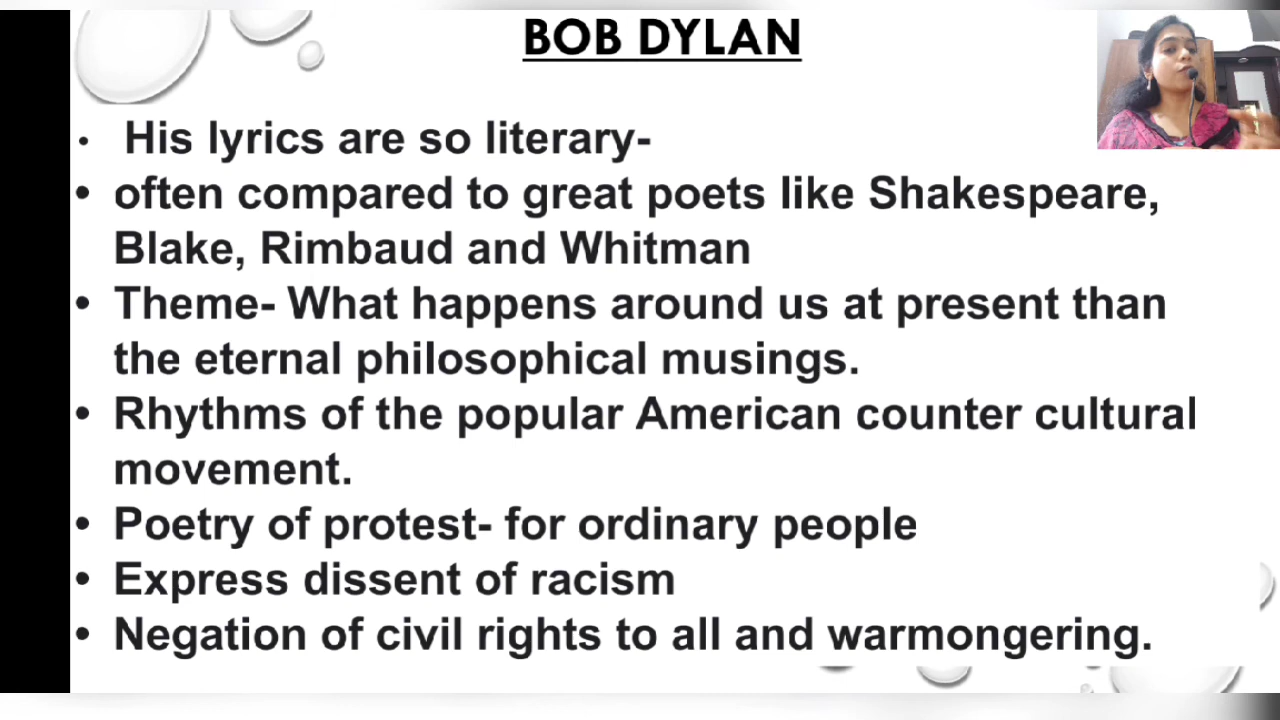 BOB DYLAN
• His lyrics are so literary-
• often compared to great poets like Shakespeare,
Blake, Rimbaud and Whitman
• Theme- What happens around us at present than
the eternal philosophical musings.
• Rhythms of the popular American counter cultural
movement.
• Poetry of protest- for ordinary people
• Express dissent of racism
• Negation of civil rights to all and warmongering.